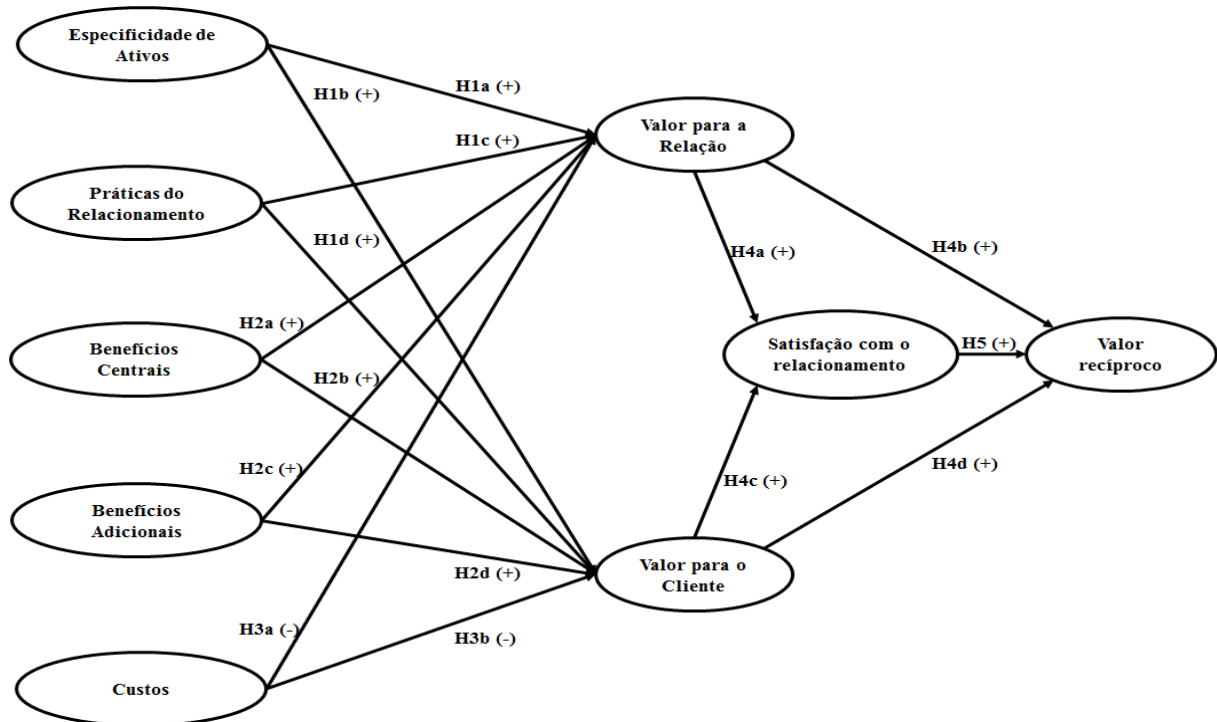 Especificidade de
Ativos
H1a (+)
H1b (+)
Valor para a
Relação
H1c (+)
Práticas do
Relacionamento
H1d (+)
H4a (+)
H4b (+)
H2a (+)
Benefícios
Centrais
Satisfação com o
relacionamento
H5 (+)
Valor
recíproco
H2b (+)
H2c (+)
H4c (+)
H4d (+)
Benefícios
Adicionais
H2d (+)
Valor para o
Cliente
H3a (-)
H3b (-)
Custos